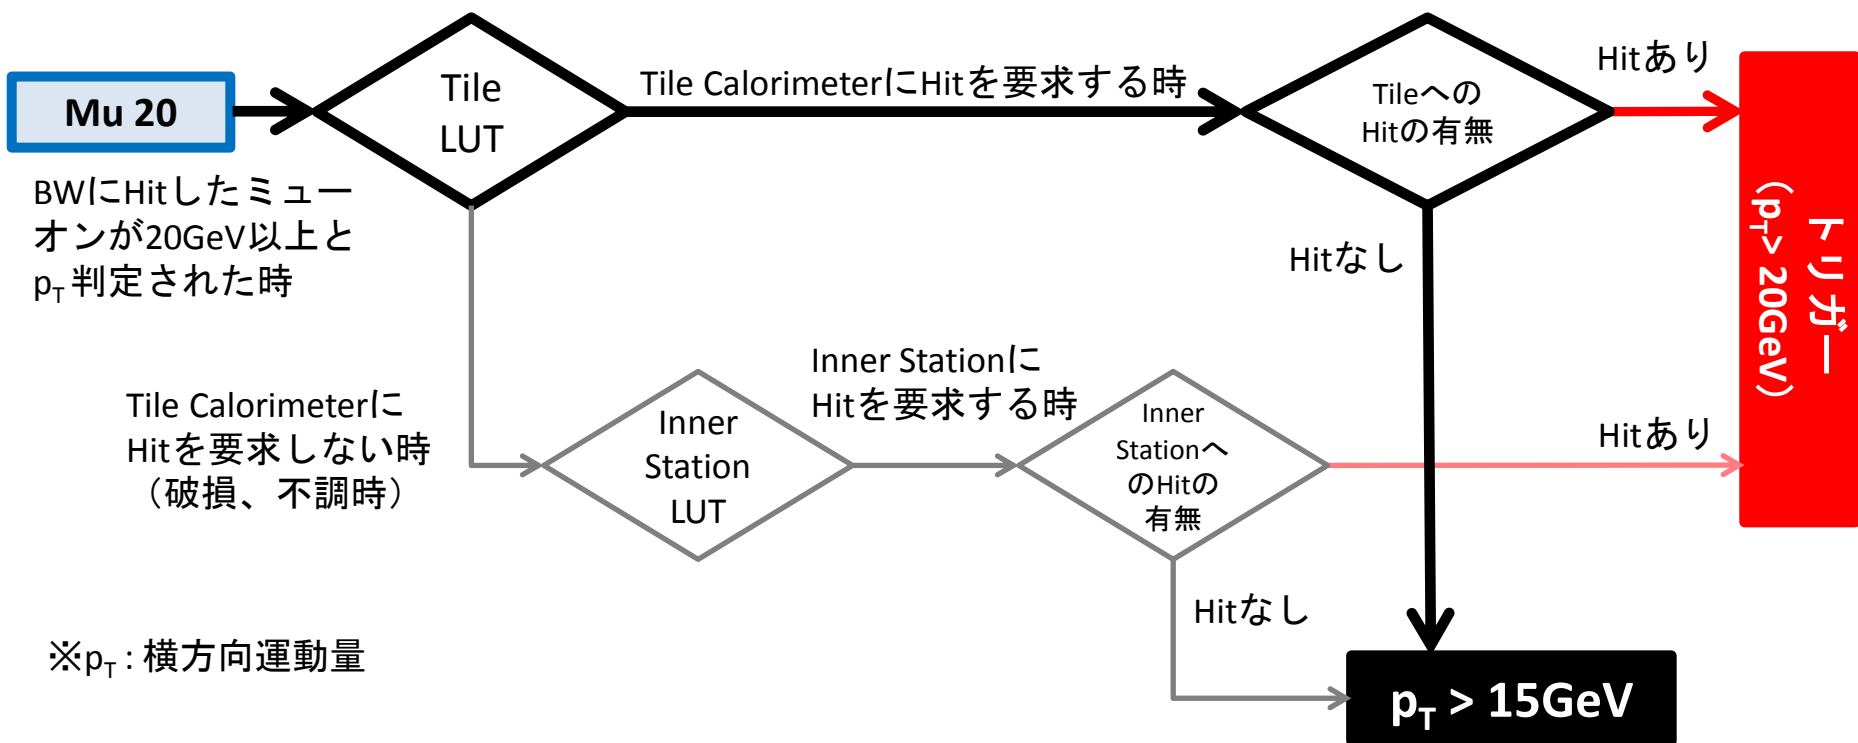 Mu 20
BWにHitしたミュー
オンが20GeV以上と
pT 判定された時
Tile
LUT
Tile CalorimeterにHitを要求する時
Tileへの
Hitの有無
Hitあり
Hitなし
トリガー
(pT> 20GeV)
Tile Calorimeterに
Hitを要求しない時
（破損、不調時）
Inner
Station
LUT
Inner Stationに
Hitを要求する時
Inner
Stationへ
のHitの
有無
Hitあり
Hitなし
※pT : 横方向運動量
pT > 15GeV